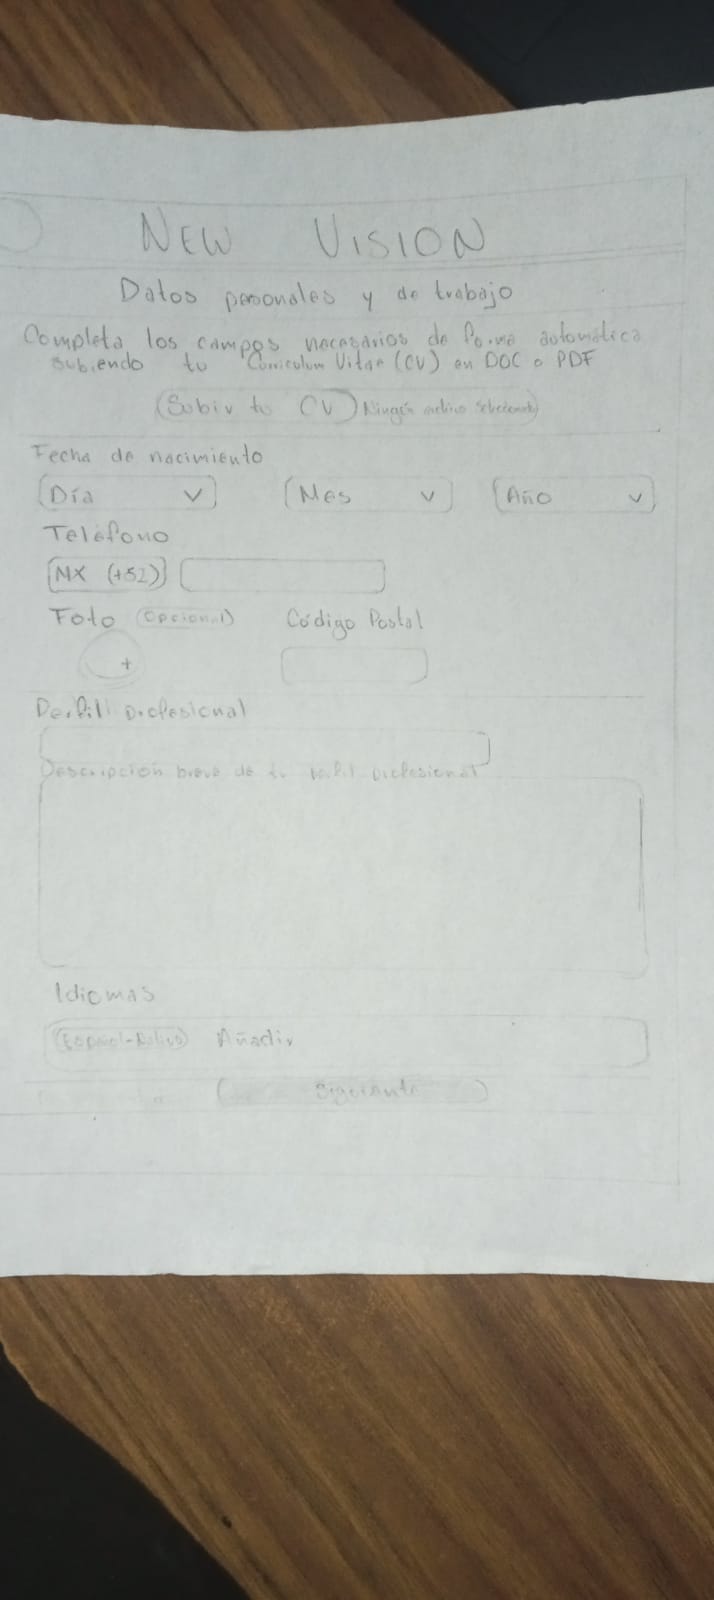 NEW VISION
Datos personales y de trabajo
Completa los campos necesarios de forma automática
subiendo tu Curriculum Vitae (CV) en DOC o PDF
Subir tu CV Ningún archivo seleccionado
Fecha de nacimiento
Día Mes Año
Teléfono
MX (+52)
Foto (Opcional) Código Postal
+
Perfil profesional
Descripción breve de tu perfil profesional
Idiomas
Español-Nativo Añadir
Siguiente